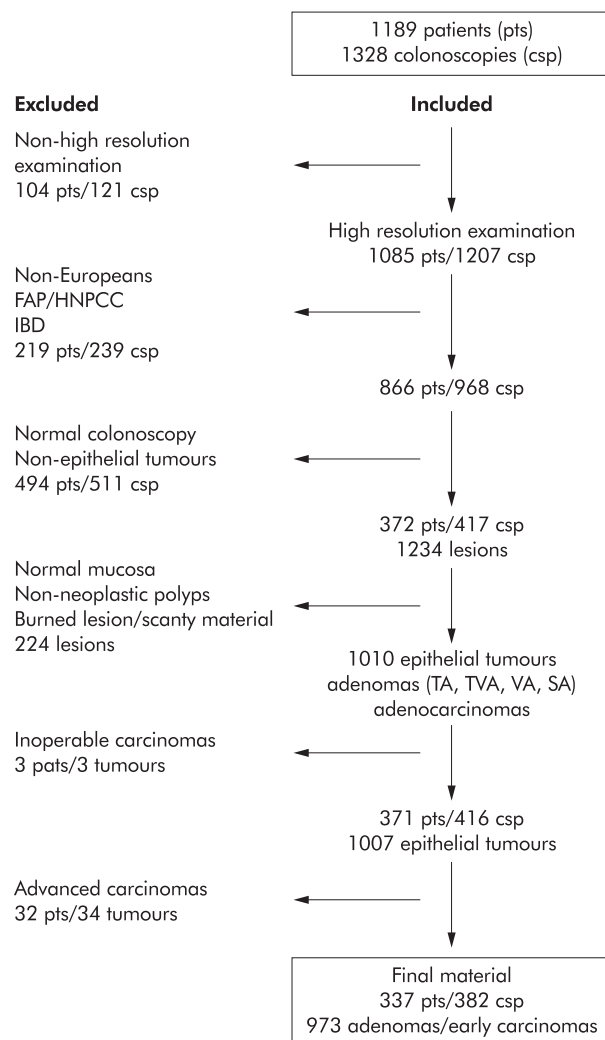 1189 patients (pts)
1328 colonoscopies (csp)
Excluded
Included
Non-high resolution
examination
104 pts/121 csp
High resolution examination
1085 pts/1207 csp
Non-Europeans
FAP/HNPCC
IBD
219 pts/239 csp
866 pts/968 csp
Normal colonoscopy
Non-epithelial tumours
494 pts/511 csp
372 pts/417 csp
1234 lesions
Normal mucosa
Non-neoplastic polyps
Burned lesion/scanty material
224 lesions
1010 epithelial tumours
adenomas (TA, TVA, VA, SA)
adenocarcinomas
Inoperable carcinomas
3 pats/3 tumours
371 pts/416 csp
1007 epithelial tumours
Advanced carcinomas
32 pts/34 tumours
Final material
337 pts/382 csp
973 adenomas/early carcinomas